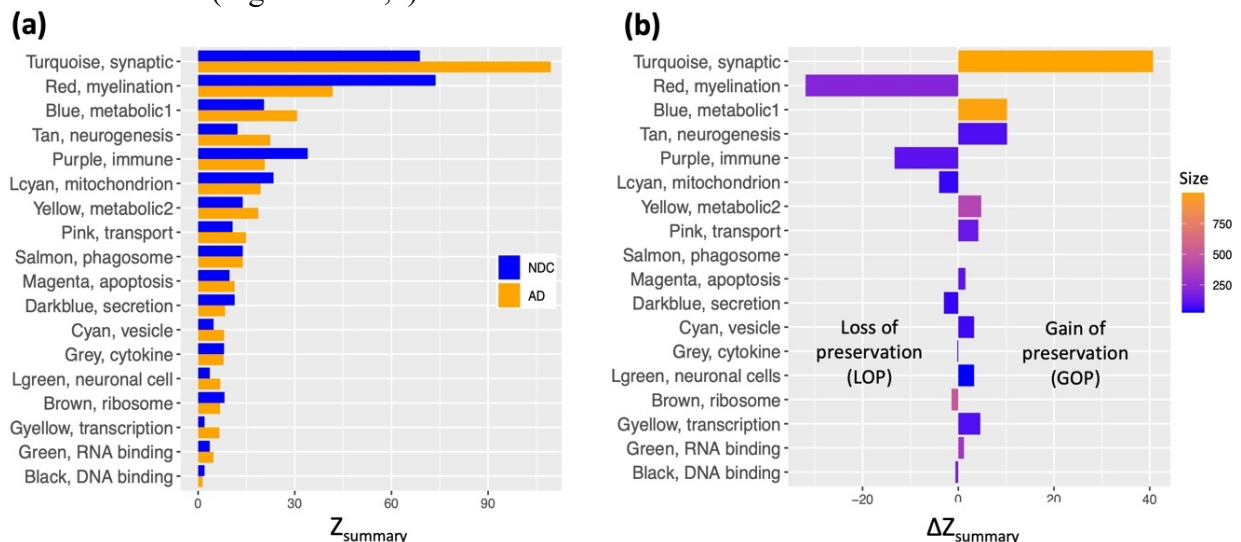 (a)
Turquoise, synaptic
Red, myelination
Blue, metabolic1
Tan, neurogenesis
Purple, immune
Lcyan, mitochondrion
Yellow, metabolic2
Pink, transport
Salmon, phagosome
Magenta, apoptosis
Darkblue, secretion
Cyan, vesicle
Grey, cytokine
Lgreen, neuronal cell
Brown, ribosome
Gyellow, transcription
Green, RNA binding
Black, DNA binding
0 30 60 90
Zsummary
NDC
AD
(b)
Turquoise, synaptic
Red, myelination
Blue, metabolic1
Tan, neurogenesis
Purple, immune
Lcyan, mitochondrion
Yellow, metabolic2
Pink, transport
Salmon, phagosome
Magenta, apoptosis
Darkblue, secretion
Cyan, vesicle
Grey, cytokine
Lgreen, neuronal cells
Brown, ribosome
Gyellow, transcription
Green, RNA binding
Black, DNA binding
Loss of
preservation
(LOP)
Gain of
preservation
(GOP)
−20 0 20 40
ΔZsummary
Size
750
500
250